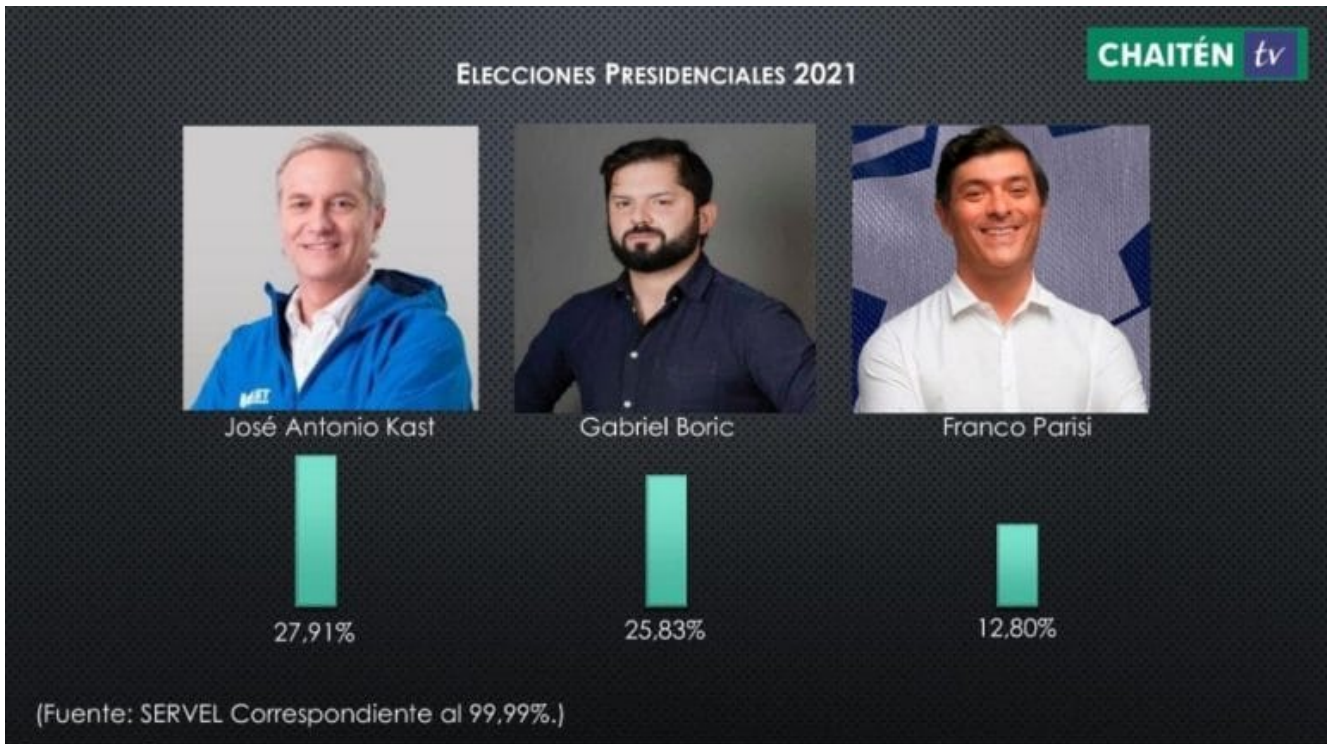 CHAITÉN tv
ELECCIONES PRESIDENCIALES 2021
José Antonio Kast
Gabriel Boric
Franco Parisi
27,91%
25,83%
12,80%
(Fuente: SERVEL Correspondiente al 99,99%.)